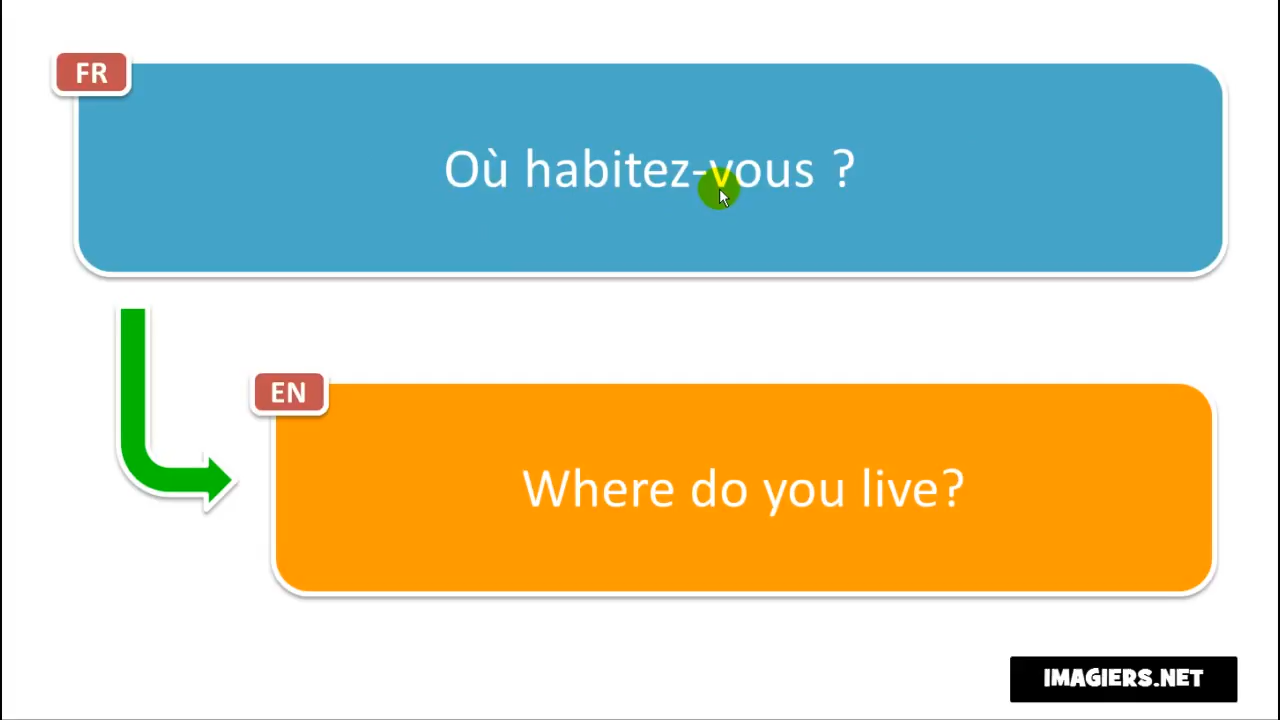 FR
Où habitez-vous ?
EN
Where do you live?
IMAGIERS.NET